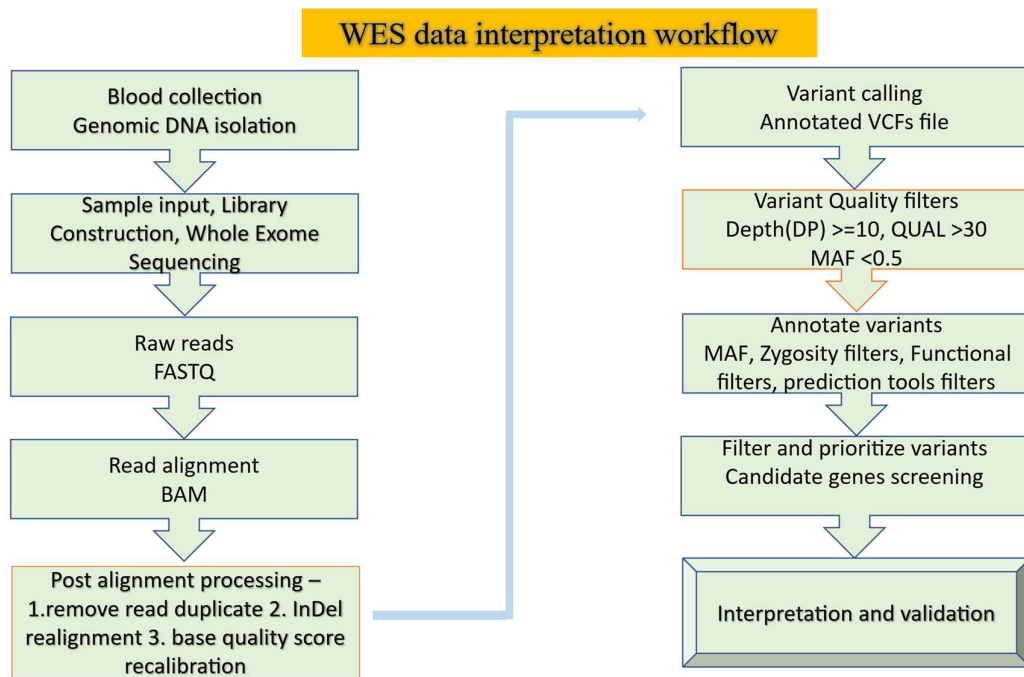 WES data interpretation workflow
Blood collection
Genomic DNA isolation
Sample input, Library
Construction, Whole Exome
Sequencing
Raw reads
FASTQ
Read alignment
BAM
Post alignment processing –
1.remove read duplicate 2. InDel
realignment 3. base quality score
recalibration
Variant calling
Annotated VCFs file
Variant Quality filters
Depth(DP) >=10, QUAL >30
MAF <0.5
Annotate variants
MAF, Zygosity filters, Functional
filters, prediction tools filters
Filter and prioritize variants
Candidate genes screening
Interpretation and validation